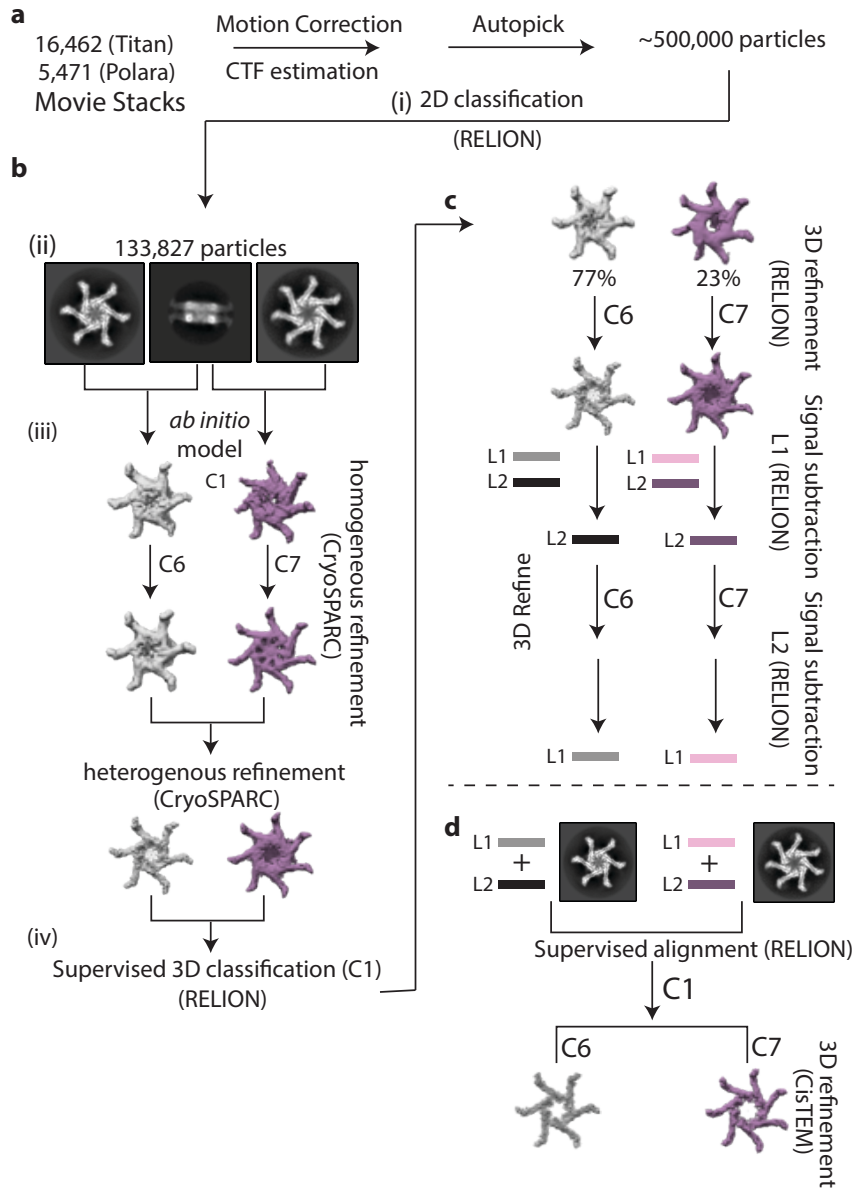 a
16,462 (Titan)
5,471 (Polara)
Movie Stacks
Motion Correction
CTF estimation
Autopick
~500,000 particles
(i) 2D classification
(RELION)
b
(ii)
133,827 particles
(iii)
ab initio
model
C1
C6
C7
homogeneous refinement
(CryoSPARC)
heterogenous refinement
(CryoSPARC)
(iv)
Supervised 3D classification (C1)
(RELION)
c
77%
23%
C6
C7
3D refinement
(RELION)
L1
L2
L1
L2
Signal subtraction
L1 (RELION)
L2
L2
3D Refine
C6
C7
Signal subtraction
L2 (RELION)
L1
L1
d
L1
+
L2
L1
+
L2
Supervised alignment (RELION)
C1
C6
C7
3D refinement
(CisTEM)